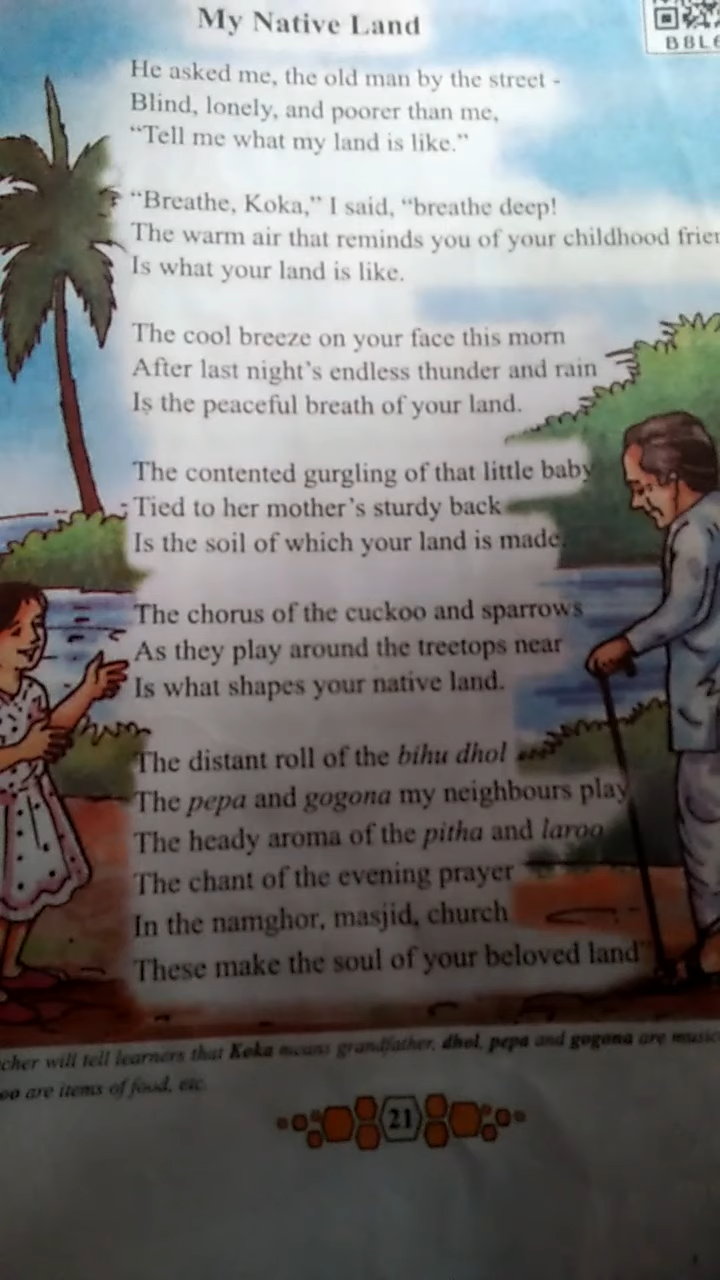 My Native Land
B8L6
He asked me, the old man by the street -
Blind, lonely, and poorer than me,
“Tell me what my land is like.”
“Breathe, Koka,” I said, “breathe deep!
The warm air that reminds you of your childhood
Is what your land is like.
The cool breeze on your face this morn
After last night’s endless thunder and rain
Is the peaceful breath of your land.
The contented gurgling of that little baby
Tied to her mother’s sturdy back
Is the soil of which your land is made.
The chorus of the cuckoo and sparrows
As they play around the treetops near
Is what shapes your native land.
The distant roll of the bihu dhol
The pepa and gogona my neighbours play
The heady aroma of the pitha and laroo
The chant of the evening prayer
In the namghor, masjid, church
These make the soul of your beloved land”
will tell learners that Koka means grandfather, dhol, pepa and gogona are
are items of food, etc.
21